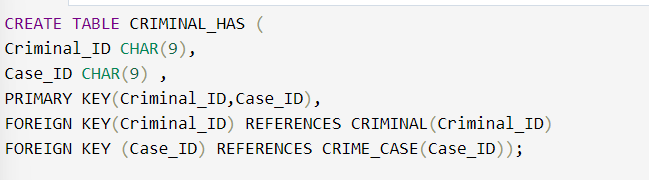 CREATE TABLE CRIMINAL_HAS (
Criminal_ID CHAR(9),
Case_ID CHAR(9) ,
PRIMARY KEY(Criminal_ID,Case_ID),
FOREIGN KEY(Criminal_ID) REFERENCES CRIMINAL(Criminal_ID)
FOREIGN KEY (Case_ID) REFERENCES CRIME_CASE(Case_ID));